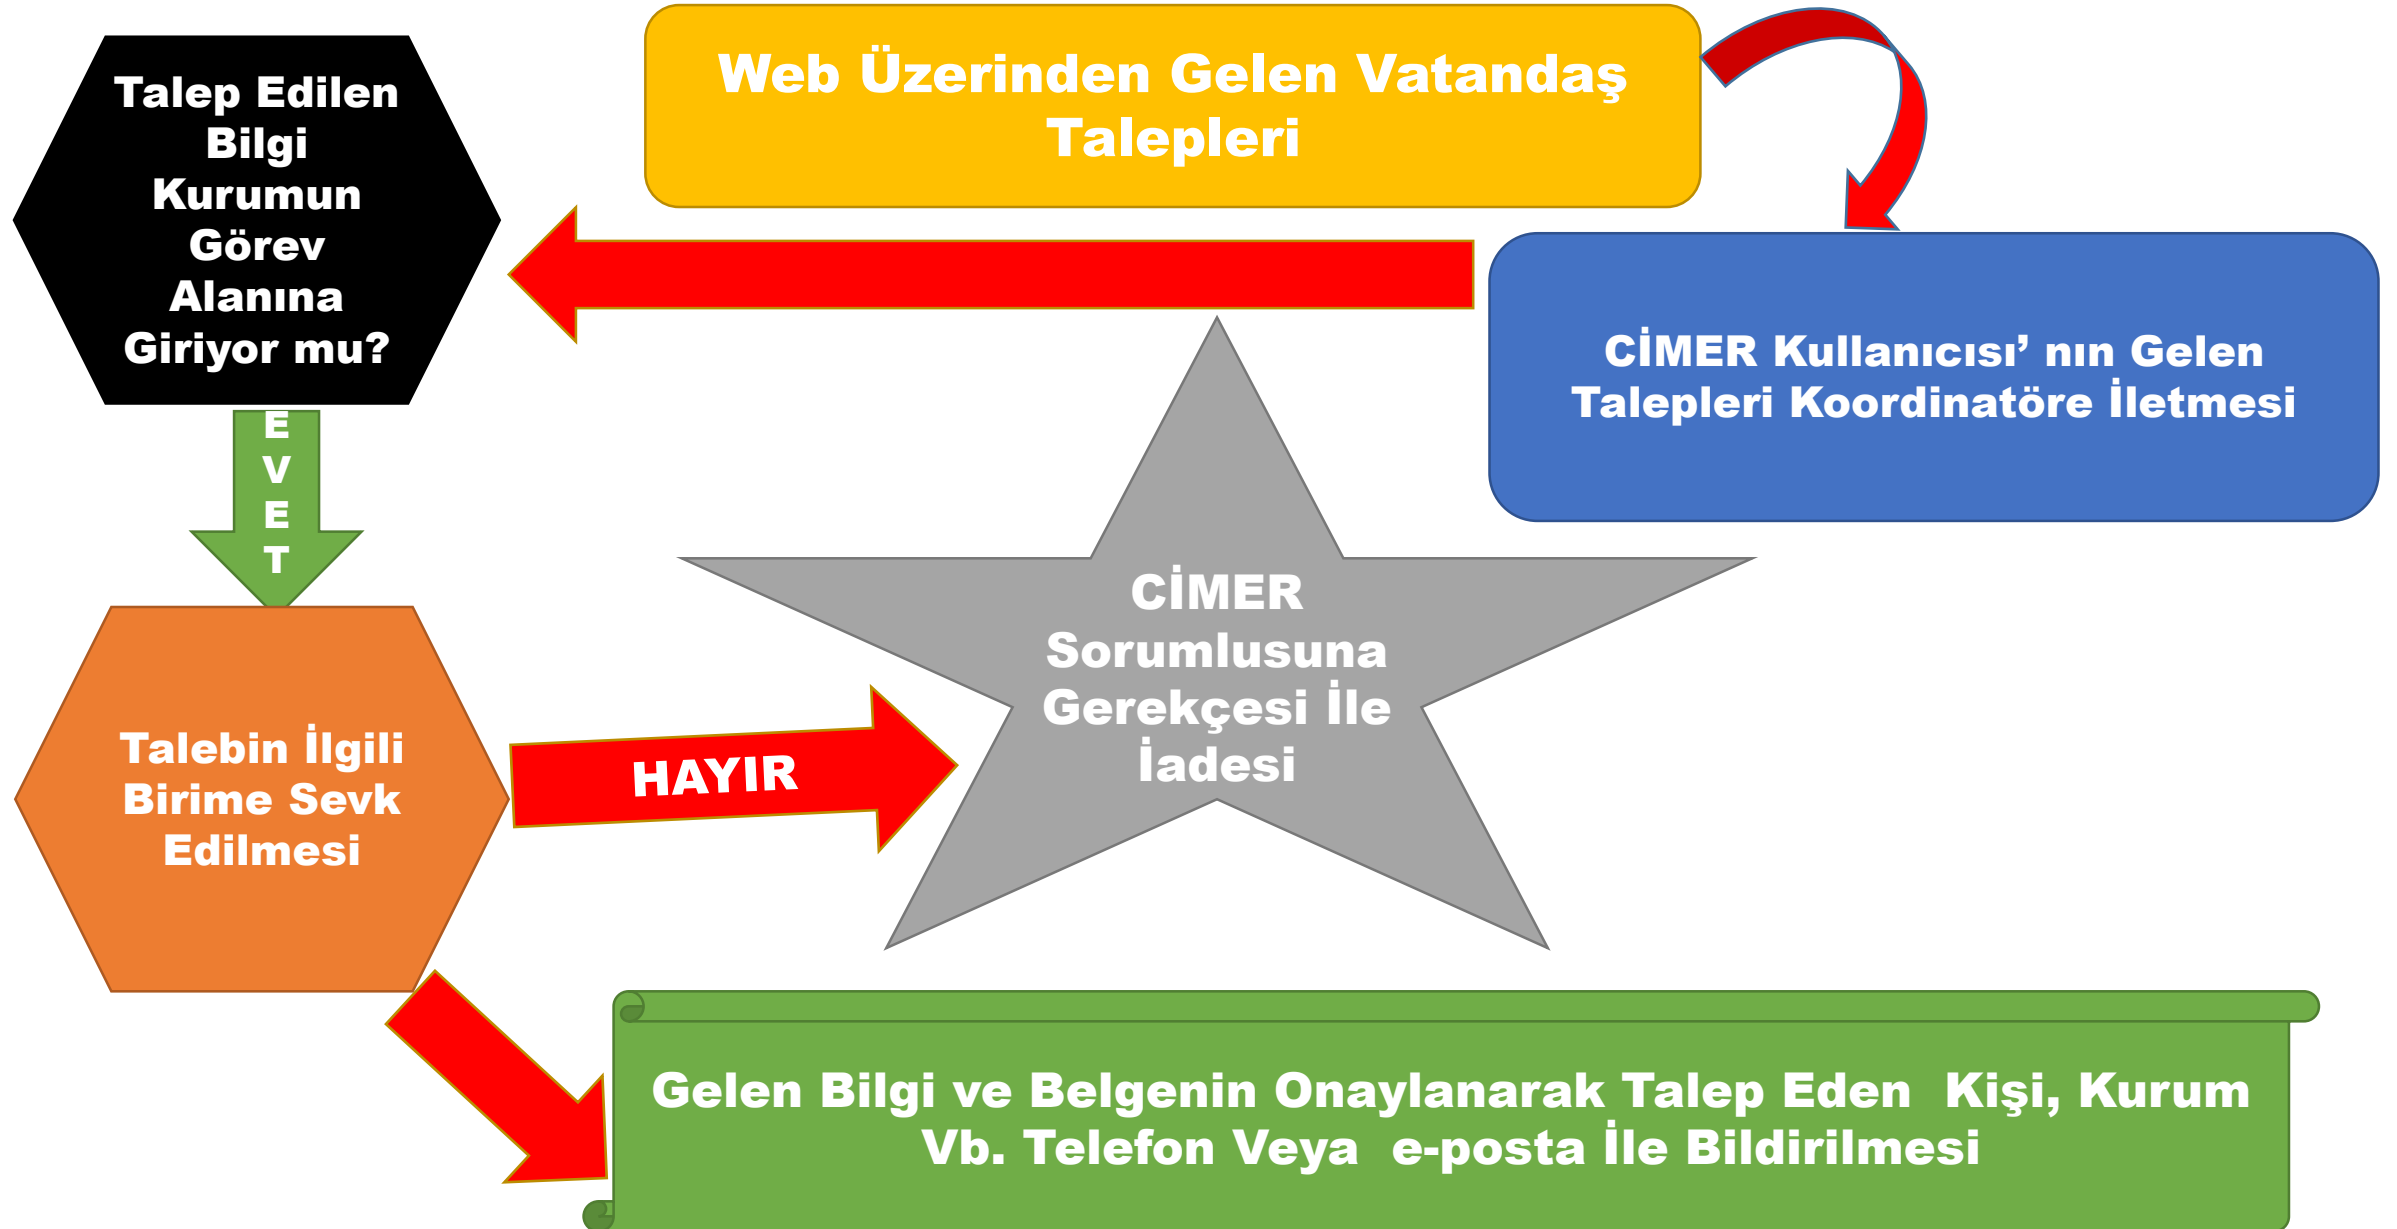 Web Üzerinden Gelen Vatandaş
Talepleri
CİMER Kullanıcısı’ nın Gelen
Talepleri Koordinatöre İletmesi
Talep Edilen
Bilgi
Kurumun
Görev
Alanına
Giriyor mu?
E
V
E
T
Talebin İlgili
Birime Sevk
Edilmesi
HAYIR
CİMER
Sorumlusuna
Gerekçesi İle
İadesi
Gelen Bilgi ve Belgenin Onaylanarak Talep Eden  Kişi, Kurum
Vb. Telefon Veya  e-posta İle Bildirilmesi